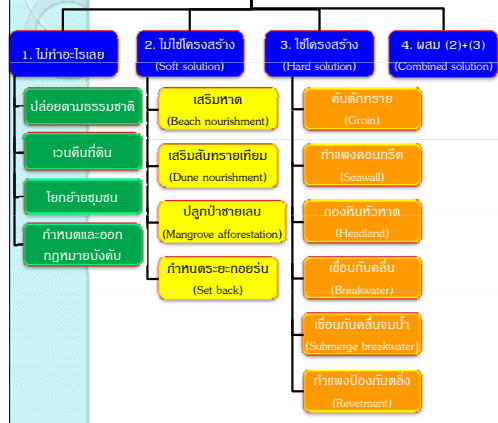 1. ไม่ทำอะไรเลย
ปล่อยตามธรรมชาติ
เวนคืนที่ดิน
โยกย้ายชุมชน
กำหนดและออก
กฎหมายบังคับ
2. ไม่ใช้โครงสร้าง
(Soft solution)
เสริมหาด
(Beach nourishment)
เสริมสันทรายเทียม
(Dune nourishment)
ปลูกป่าชายเลน
(Mangrove afforestation)
กำหนดระยะถอยร่น
(Set back)
3. ใช้โครงสร้าง
(Hard solution)
คันดักทราย
(Groin)
กำแพงคอนกรีต
(Seawall)
กองหินหัวหาด
(Headland)
เขื่อนกันคลื่น
(Breakwater)
เขื่อนกันคลื่นจมน้ำ
(Submerge breakwater)
กำแพงป้องกันตลิ่ง
(Revetment)
4. ผสม (2)+(3)
(Combined solution)